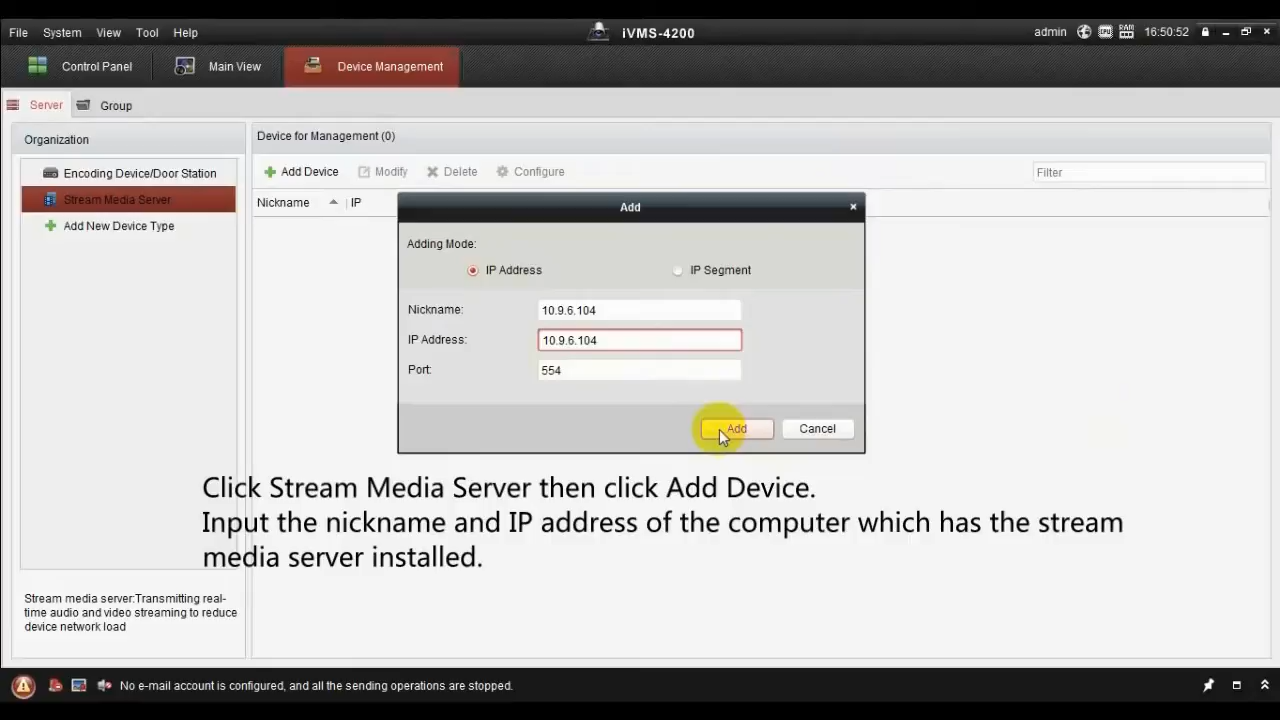 File System View Tool Help
iVMS-4200
admin 16:50:52
Control Panel Main View Device Management
Server Group
Organization
Encoding Device/Door Station
Stream Media Server
Add New Device Type
Device for Management (0)
Add Device Modify Delete Configure Filter
Nickname IP
Add
Adding Mode:
IP Address IP Segment
Nickname: 10.9.6.104
IP Address: 10.9.6.104
Port: 554
Add Cancel
Click Stream Media Server then click Add Device.
Input the nickname and IP address of the computer which has the stream
media server installed.
Stream media server:Transmitting real-
time audio and video streaming to reduce
device network load
No e-mail account is configured, and all the sending operations are stopped.